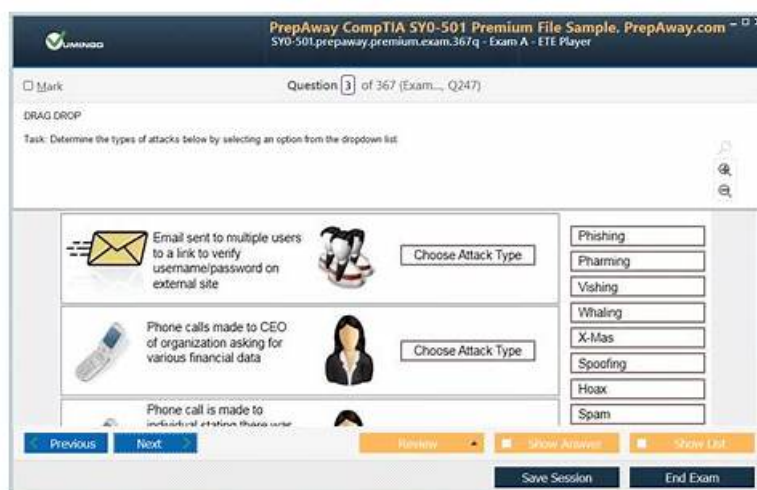 VUMINGO
PrepAway CompTIA SY0-501 Premium File Sample. PrepAway.com
SY0-501.prepaway.premium.exam.367q - Exam A - ETE Player
Mark
Question 3 of 367 (Exam..., Q247)
DRAG DROP
Task: Determine the types of attacks below by selecting an option from the dropdown list
Email sent to multiple users
to a link to verify
username/password on
external site
Choose Attack Type
Phone calls made to CEO
of organization asking for
various financial data
Choose Attack Type
Phone call is made to
individual stating there was
Phishing
Pharming
Vishing
Whaling
X-Mas
Spoofing
Hoax
Spam
Previous
Next
Review
Show Answer
Show List
Save Session
End Exam